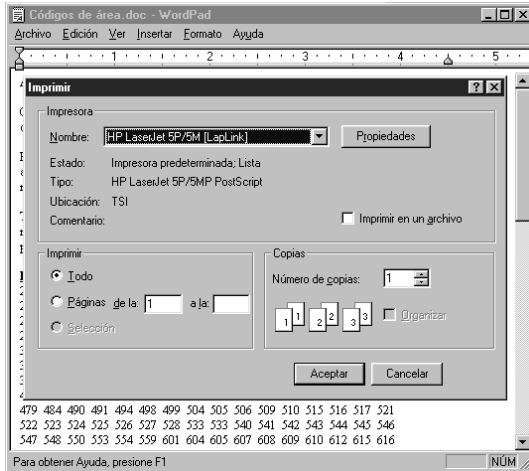 Códigos de área.doc - WordPad
Archivo Edición Ver Insertar Formato Ayuda
1 2 3 4 5
Imprimir
Impresora
Nombre: HP LaserJet 5P/5M [LapLink] Propiedades
Estado: Impresora predeterminada; Lista
Tipo: HP LaserJet 5P/5MP PostScript
Ubicación: TSI
Comentario: Imprimir en un archivo
Imprimir Copias
Todo Número de copias: 1
Páginas de la: 1 a la:
1 1 2 2 3 3 Organizar
Selección
Aceptar Cancelar
479 484 490 491 494 498 499 504 505 506 509 510 515 516 517 521
522 523 524 525 526 527 528 533 533 540 541 542 543 544 545 546
547 548 550 553 554 559 601 604 605 607 608 609 610 612 615 616
Para obtener Ayuda, presione F1 NÚM